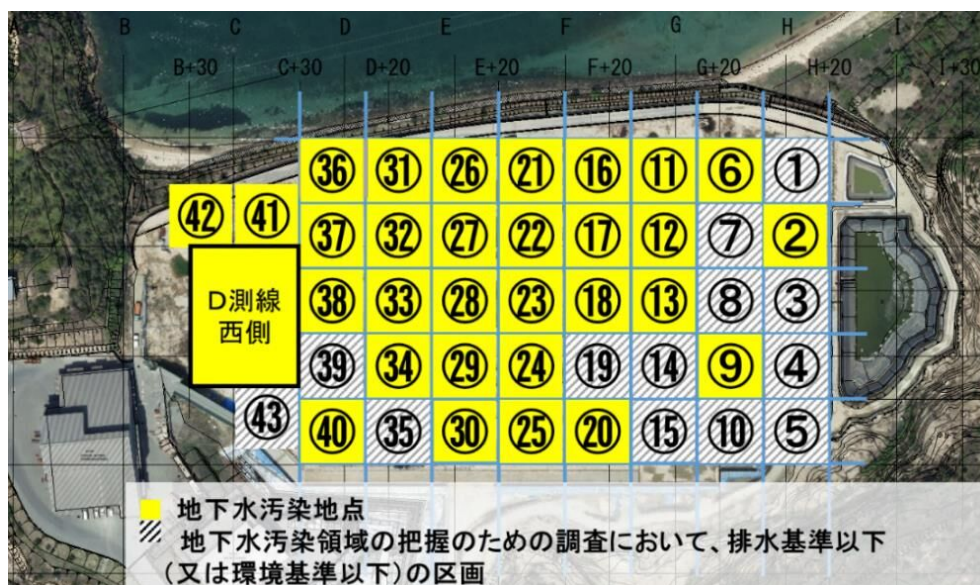 A B C D E F G H I
B+30 C+30 D+20 E+20 F+20 G+20 H+20 I+30
㊱ ㉛ ㉖ ㉑ ⑯ ⑪ ⑥ ①
㊷ ㊶ ㊲ ㉜ ㉗ ㉒ ⑰ ⑫ ⑦ ②
D測線
西側
㊳ ㉝ ㉘ ㉓ ⑱ ⑬ ⑧ ③
㊴ ㉞ ㉙ ㉔ ⑲ ⑭ ⑨ ④
㊸ ㊵ ㉟ ㉚ ㉕ ⑳ ⑮ ⑩ ⑤
地下水汚染地点
地下水汚染領域の把握のための調査において、排水基準以下
(又は環境基準以下)の区画